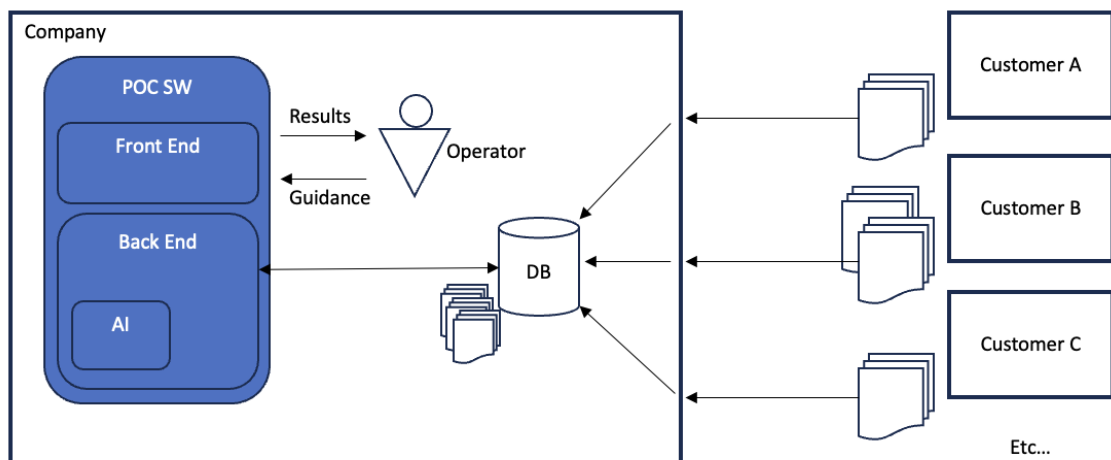 Company
POC SW
Front End
Results
Operator
Guidance
Back End
AI
DB
Customer A
Customer B
Customer C
Etc...